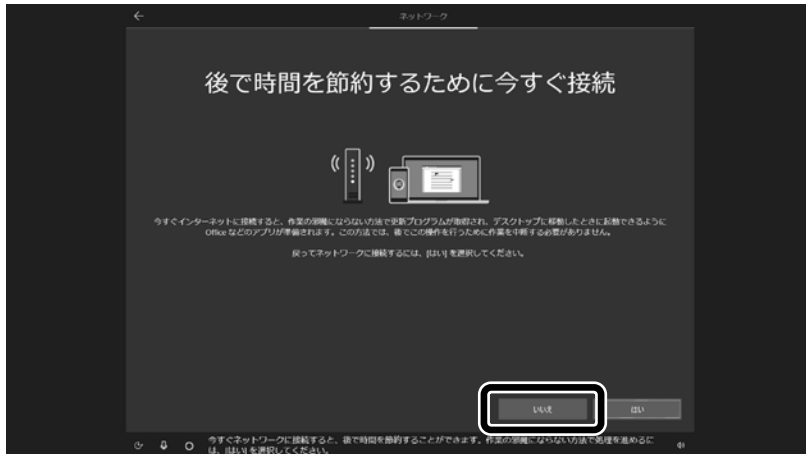 ネットワーク
後で時間を節約するために今すぐ接続
今すぐインターネットに接続すると、作業の邪魔にならない方法で更新プログラムが取得され、デスクトップに移動したときに起動できるように
Office などのアプリが準備されます。この方法では、後でこの操作を行うために作業を中断する必要がありません。
戻ってネットワークに接続するには、[はい] を選択してください。
いいえ
はい
今すぐネットワークに接続すると、後で時間を節約することができます。作業の邪魔にならない方法で処理を進めるに
は、[はい] を選択してください。